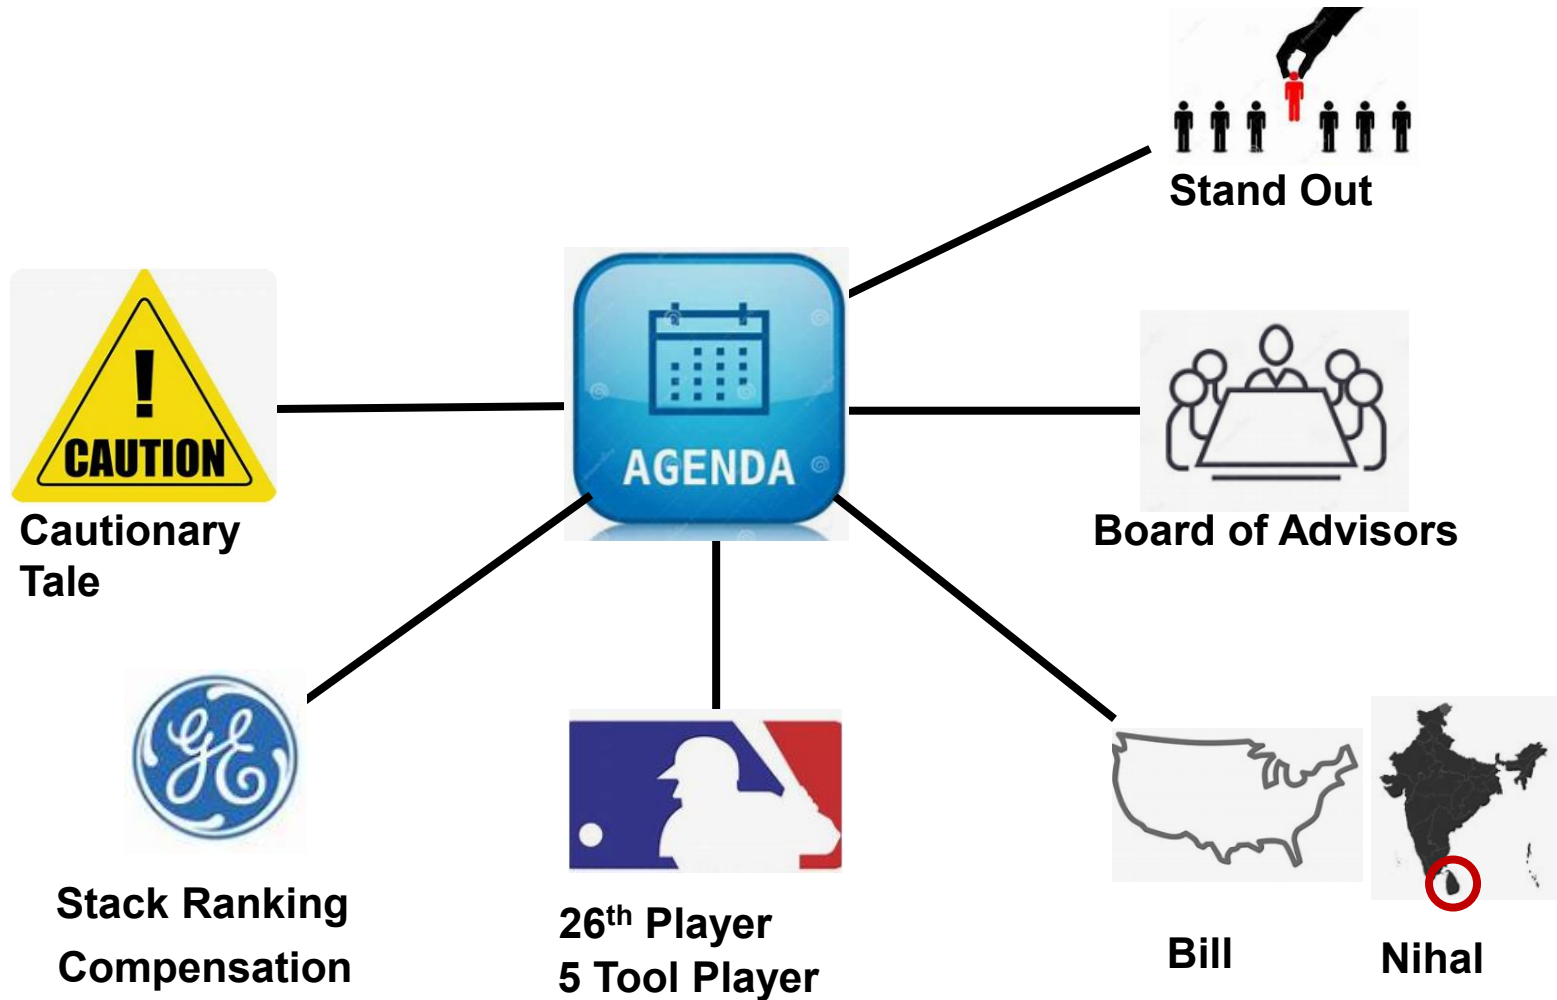 Stand Out
!
CAUTION
Cautionary
Tale
AGENDA
Board of Advisors
GE
Stack Ranking
Compensation
26th Player
5 Tool Player
Bill
Nihal